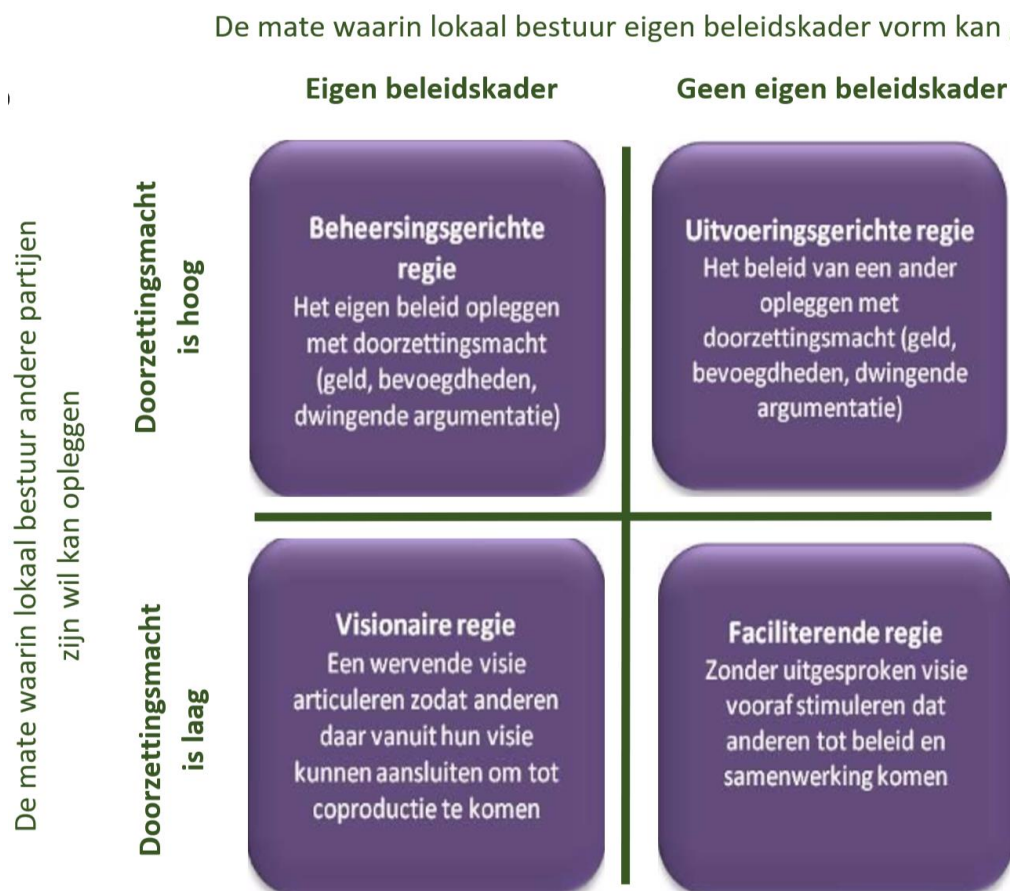 De mate waarin lokaal bestuur eigen beleidskader vorm kan
Eigen beleidskader
Geen eigen beleidskader
De mate waarin lokaal bestuur andere partijen
zijn wil kan opleggen
Doorzettingsmacht
is hoog
Beheersingsgerichte
regie
Het eigen beleid opleggen
met doorzettingsmacht
(geld, bevoegdheden,
dwingende argumentatie)
Uitvoeringsgerichte regie
Het beleid van een ander
opleggen met
doorzettingsmacht (geld,
bevoegdheden, dwingende
argumentatie)
Doorzettingsmacht
is laag
Visionaire regie
Een wervende visie
articuleren zodat anderen
daar vanuit hun visie
kunnen aansluiten om tot
coproductie te komen
Faciliterende regie
Zonder uitgesproken visie
vooraf stimuleren dat
anderen tot beleid en
samenwerking komen